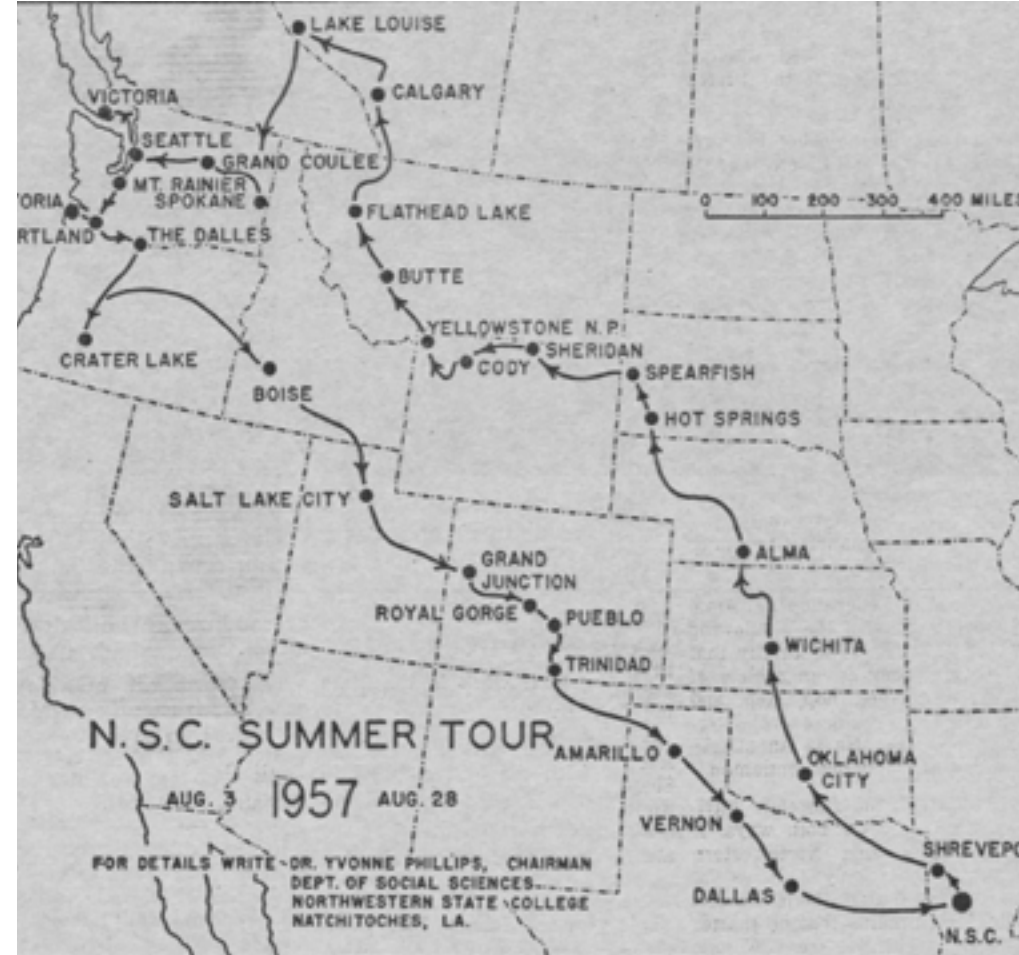 LAKE LOUISE
CALGARY
VICTORIA
SEATTLE
GRAND COULEE
MT. RAINIER
SPOKANE
TORIA
RTLAND
THE DALLES
FLATHEAD LAKE
0 100 200 300 400 MILES
BUTTE
YELLOWSTONE N.P.
SHERIDAN
CODY
SPEARFISH
CRATER LAKE
BOISE
HOT SPRINGS
SALT LAKE CITY
ALMA
GRAND
JUNCTION
ROYAL GORGE
PUEBLO
WICHITA
TRINIDAD
N.S.C. SUMMER TOUR
AMARILLO
OKLAHOMA
CITY
AUG. 3 1957 AUG. 28
VERNON
SHREVEPO
FOR DETAILS WRITE-DR. YVONNE PHILLIPS, CHAIRMAN
DEPT. OF SOCIAL SCIENCES
NORTHWESTERN STATE COLLEGE
NATCHITOCHES, LA.
DALLAS
N.S.C.